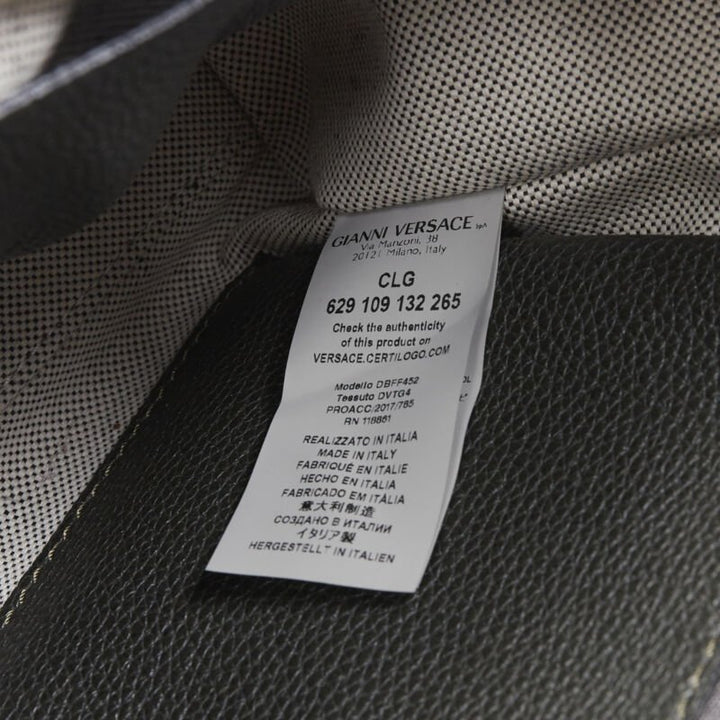 GIANNI VERSACE SpA
Via Manzoni, 38
20121 Milano, Italy
CLG
629 109 132 265
Check the authenticity
of this product on
VERSACE.CERTILOGO.COM
Modello DBFF452
Tessuto DVTG4
PROACC/2017/785
RN 118861
REALIZZATO IN ITALIA
MADE IN ITALY
FABRIQUÉ EN ITALIE
HECHO EN ITALIA
FABRICADO EM ITÁLIA
意大利制造
СОЗДАНО В ИТАЛИИ
イタリア製
HERGESTELLT IN ITALIEN